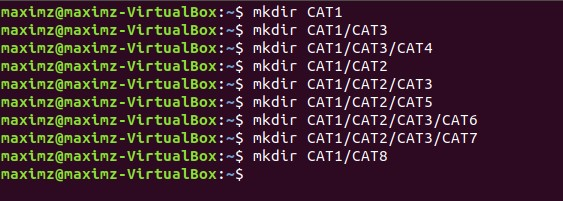 maximz@maximz-VirtualBox:~$ mkdir CAT1
maximz@maximz-VirtualBox:~$ mkdir CAT1/CAT3
maximz@maximz-VirtualBox:~$ mkdir CAT1/CAT3/CAT4
maximz@maximz-VirtualBox:~$ mkdir CAT1/CAT2
maximz@maximz-VirtualBox:~$ mkdir CAT1/CAT2/CAT3
maximz@maximz-VirtualBox:~$ mkdir CAT1/CAT2/CAT5
maximz@maximz-VirtualBox:~$ mkdir CAT1/CAT2/CAT3/CAT6
maximz@maximz-VirtualBox:~$ mkdir CAT1/CAT2/CAT3/CAT7
maximz@maximz-VirtualBox:~$ mkdir CAT1/CAT8
maximz@maximz-VirtualBox:~$